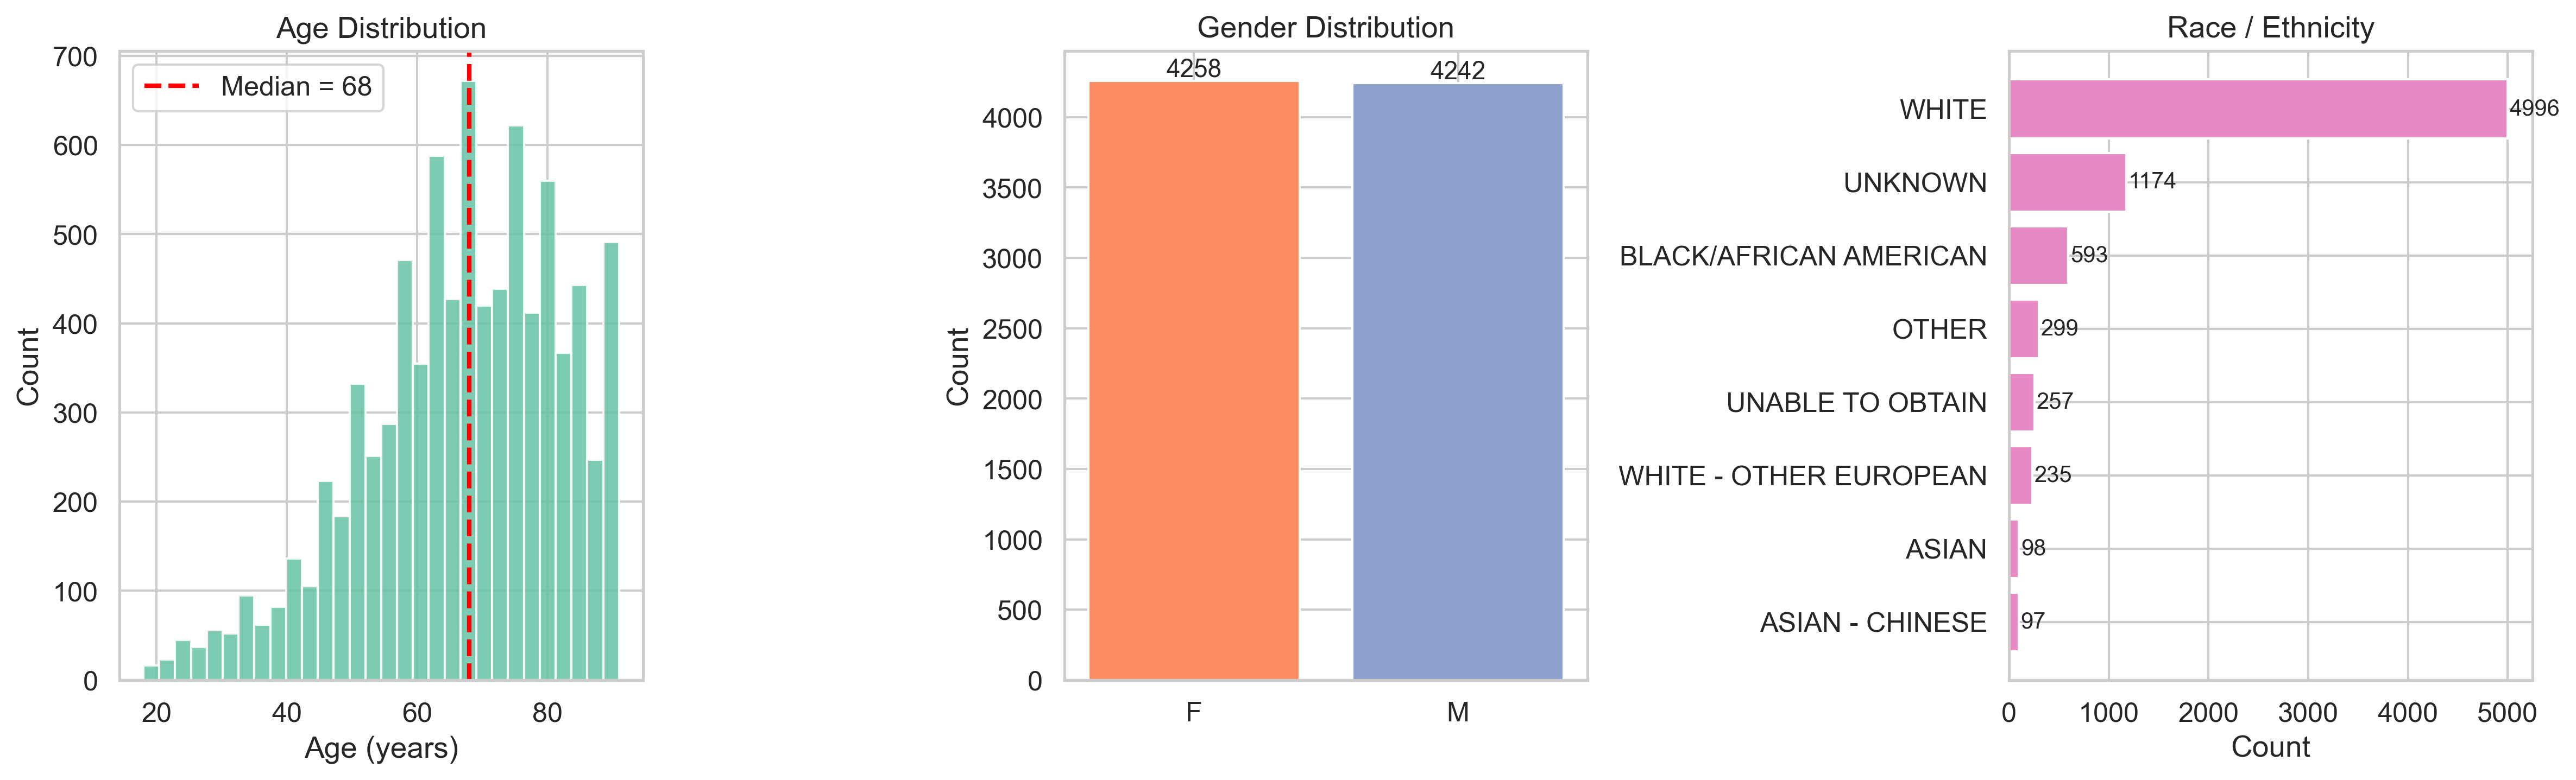 Age Distribution
700
600
500
400
300
200
100
0
Count
Median = 68
20 40 60 80
Age (years)
Gender Distribution
4258
4242
4000
3500
3000
2500
2000
1500
1000
500
0
Count
F M
Race / Ethnicity
WHITE 4996
UNKNOWN 1174
BLACK/AFRICAN AMERICAN 593
OTHER 299
UNABLE TO OBTAIN 257
WHITE - OTHER EUROPEAN 235
ASIAN 98
ASIAN - CHINESE 97
0 1000 2000 3000 4000 5000
Count